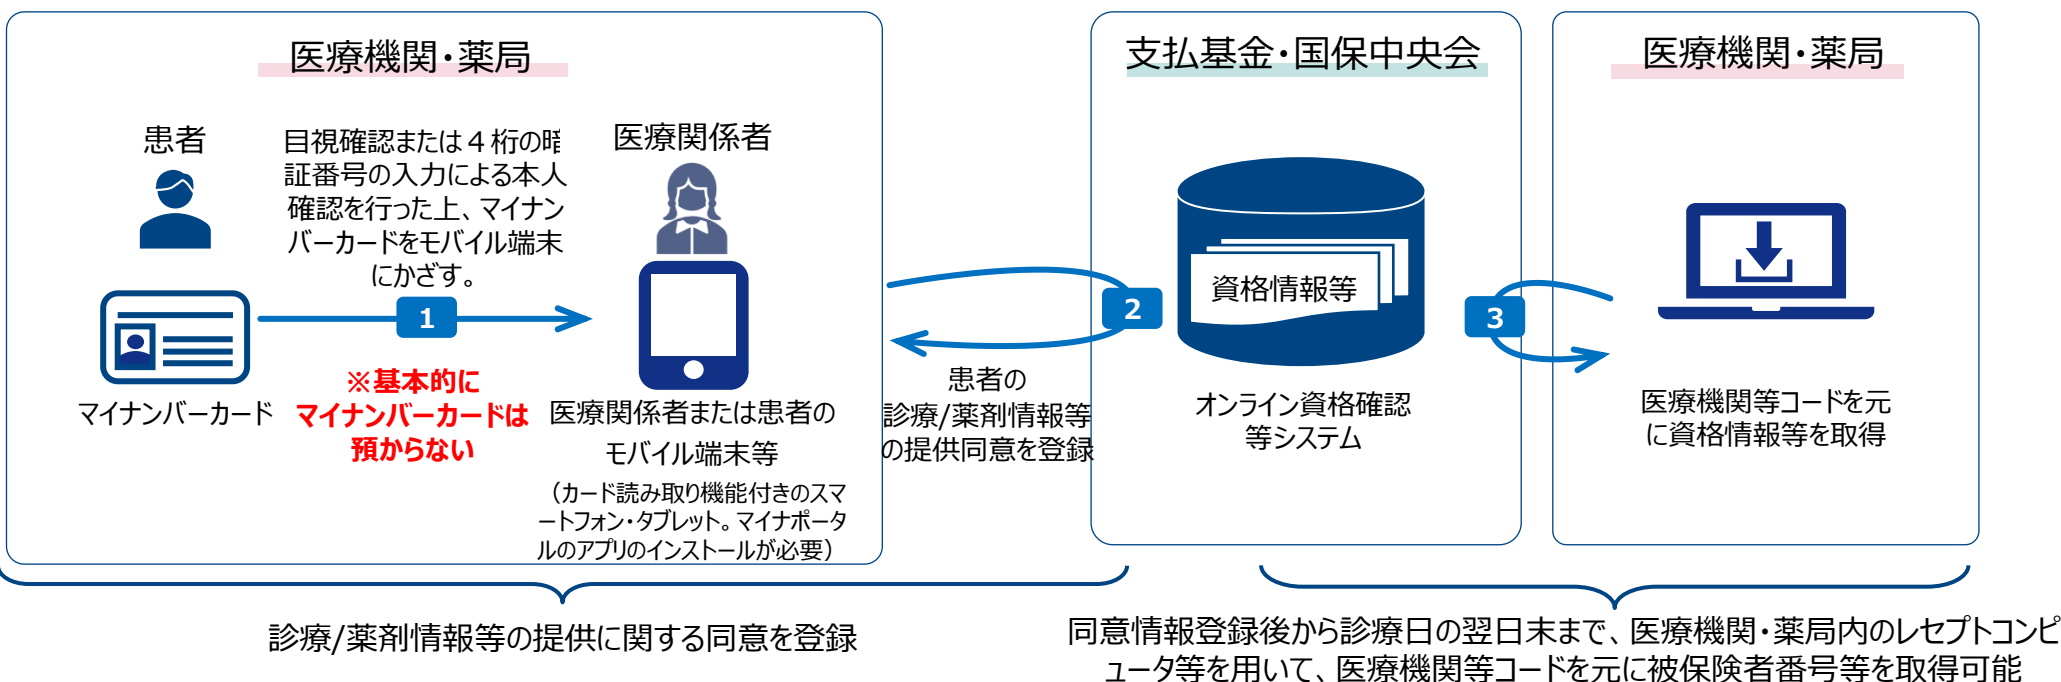 医療機関・薬局
患者
目視確認または4桁の暗
証番号の入力による本人
確認を行った上、マイナン
バーカードをモバイル端末
にかざす。
医療関係者
1
マイナンバーカード
※基本的に
マイナンバーカードは
預からない
医療関係者または患者の
モバイル端末等
（カード読み取り機能付きのスマ
ートフォン・タブレット。マイナポータ
ルのアプリのインストールが必要）
2
患者の
診療/薬剤情報等
の提供同意を登録
支払基金・国保中央会
資格情報等
オンライン資格確認
等システム
3
医療機関・薬局
医療機関等コードを元
に資格情報等を取得
診療/薬剤情報等の提供に関する同意を登録
同意情報登録後から診療日の翌日末まで、医療機関・薬局内のレセプトコンピ
ュータ等を用いて、医療機関等コードを元に被保険者番号等を取得可能